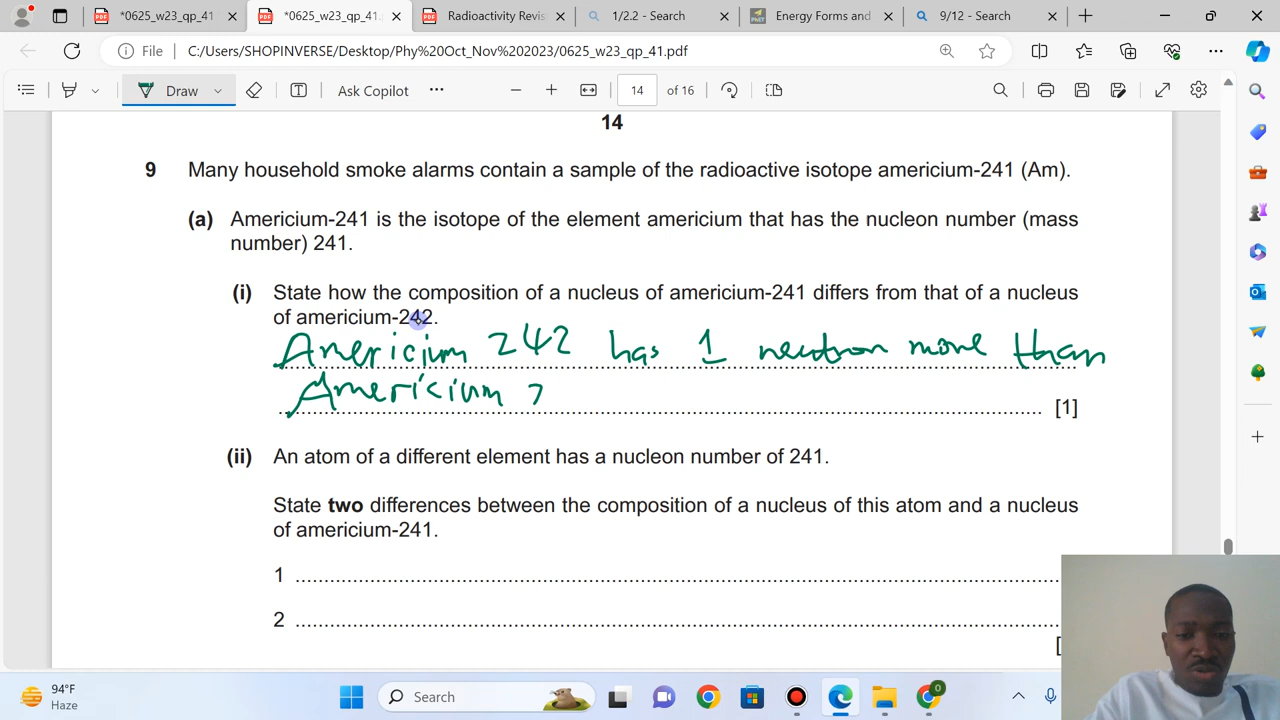 *0625_w23_qp_41
*0625_w23_qp_41.
Radioactivity Revis
1/2.2 - Search
Energy Forms and
9/12 - Search
File
C:/Users/SHOPINVERSE/Desktop/Phy%20Oct_Nov%202023/0625_w23_qp_41.pdf
Draw
Ask Copilot
14
of 16
14
9 Many household smoke alarms contain a sample of the radioactive isotope americium-241 (Am).
(a) Americium-241 is the isotope of the element americium that has the nucleon number (mass
number) 241.
(i) State how the composition of a nucleus of americium-241 differs from that of a nucleus
of americium-242.
Americium 242 has 1 neutron more than
Americium
[1]
(ii) An atom of a different element has a nucleon number of 241.
State two differences between the composition of a nucleus of this atom and a nucleus
of americium-241.
1
2
94°F
Haze
Search
0